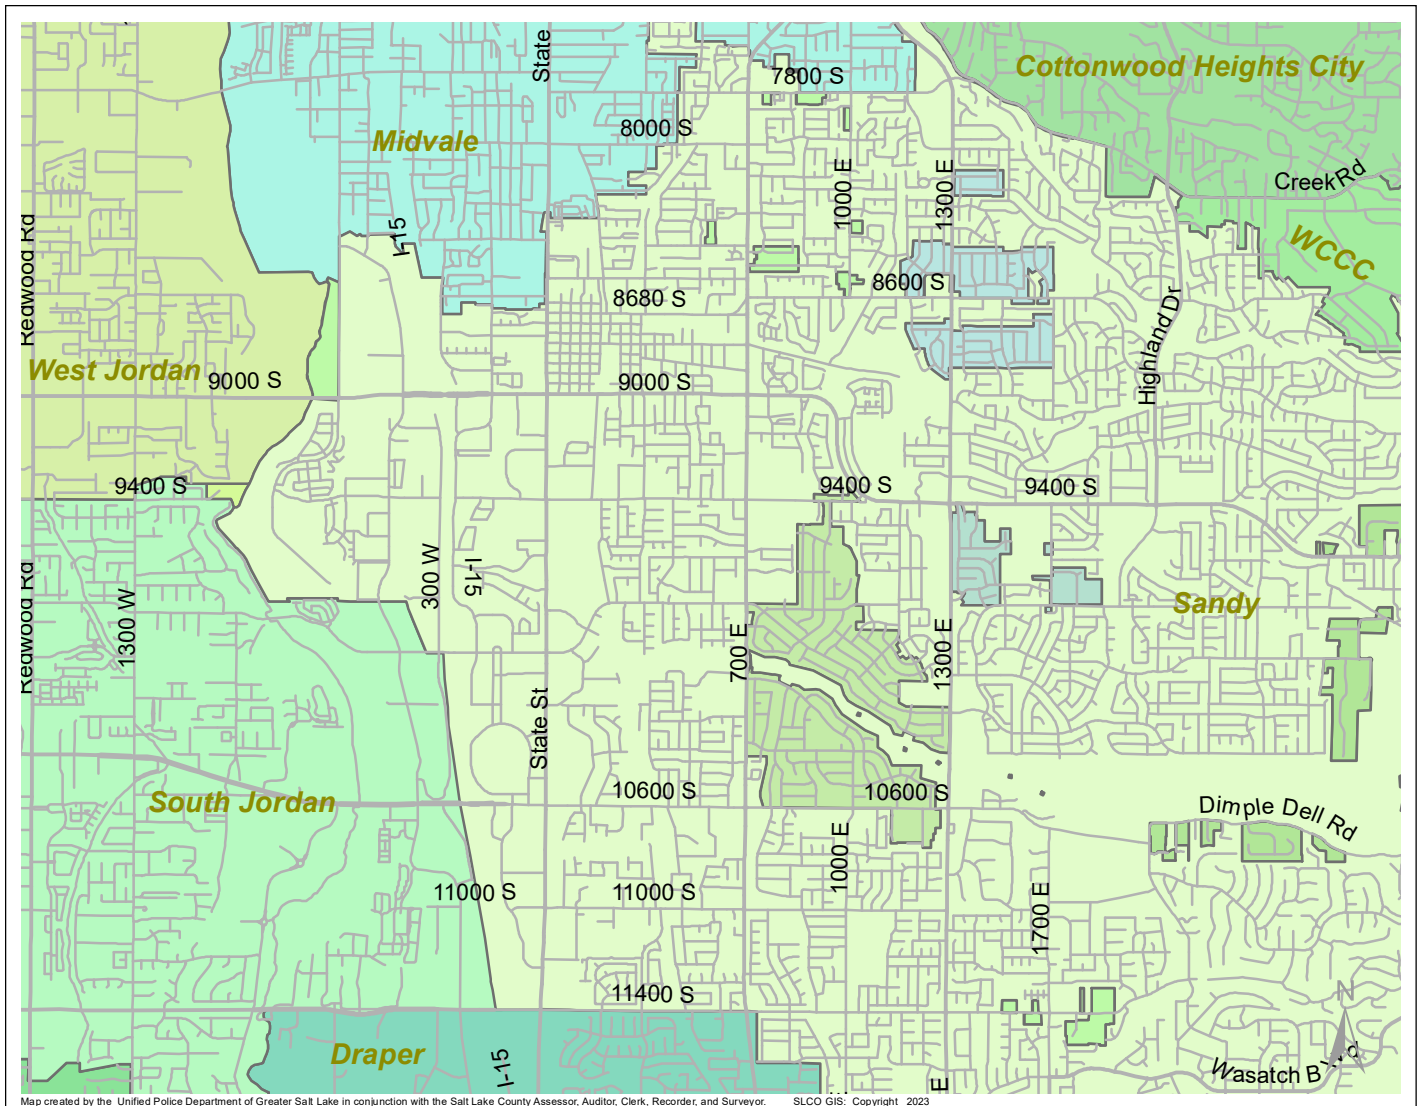 State
7800 S
Cottonwood Heights City
8000 S
Midvale
1000 E
1300 E
Creek Rd
Redwood Rd
I-15
WCCC
8600 S
8680 S
Highland Dr
West Jordan
9000 S
9000 S
9400 S
9400 S
9400 S
300 W
I-15
Redwood Rd
1300 W
Sandy
700 E
1300 E
State St
10600 S
10600 S
South Jordan
Dimple Dell Rd
1000 E
11000 S
11000 S
1700 E
11400 S
N
Draper
I-15
E
Wasatch Blvd
Map created by the Unified Police Department of Greater Salt Lake in conjunction with the Salt Lake County Assessor, Auditor, Clerk, Recorder, and Surveyor. SLCO GIS: Copyright 2023